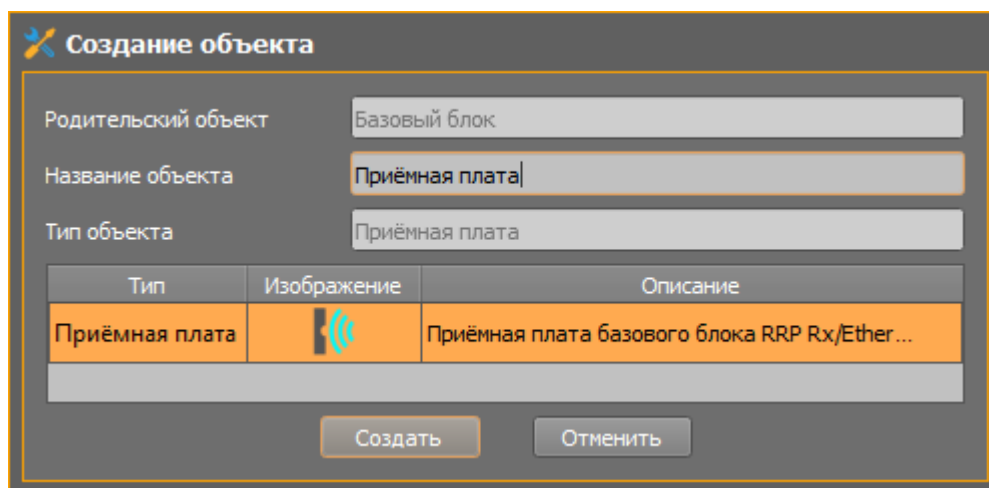 Создание объекта
Родительский объект Базовый блок
Название объекта Приёмная плата
Тип объекта Приёмная плата
Тип Изображение Описание
Приёмная плата Приёмная плата базового блока RRP Rx/Ether...
Создать Отменить